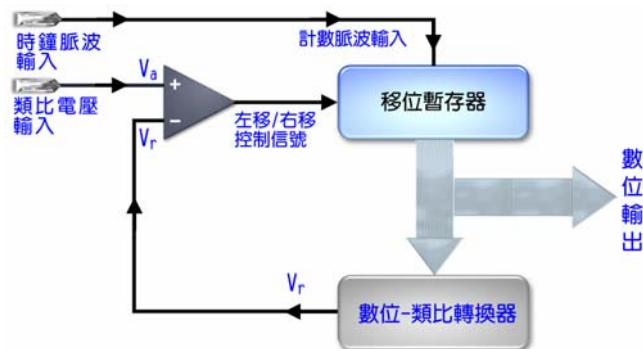 時鐘脈波
輸入
計數脈波輸入
類比電壓
輸入
Va
+
Vr
−
左移/右移
控制信號
移位暫存器
數位輸出
Vr
數位-類比轉換器